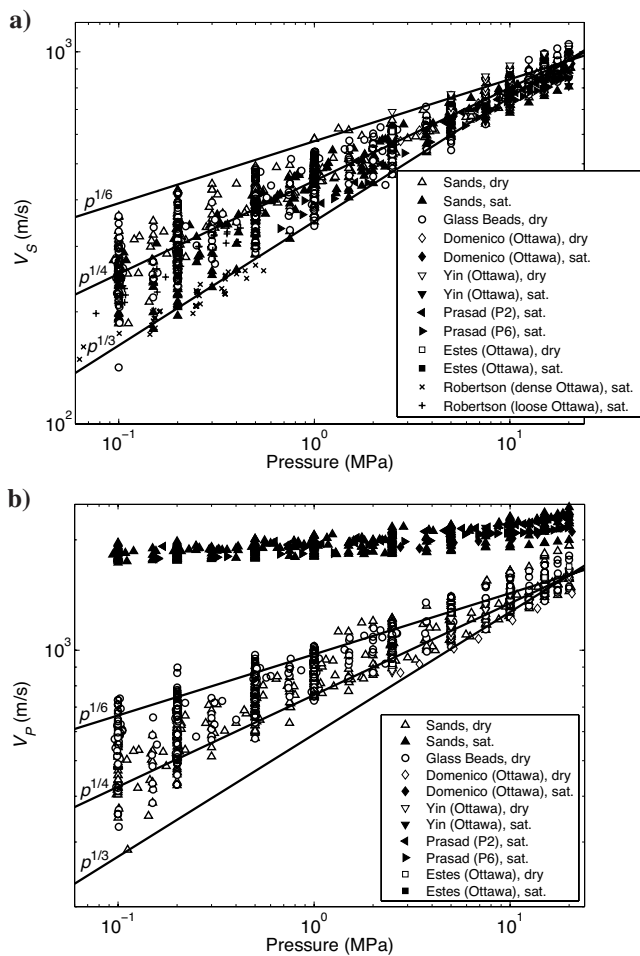 a)
10³
p^{1/6}
p^{1/4}
p^{1/3}
V_S (m/s)
Sands, dry
Sands, sat.
Glass Beads, dry
Domenico (Ottawa), dry
Domenico (Ottawa), sat.
Yin (Ottawa), dry
Yin (Ottawa), sat.
Prasad (P2), sat.
Prasad (P6), sat.
Estes (Ottawa), dry
Estes (Ottawa), sat.
Robertson (dense Ottawa), sat.
Robertson (loose Ottawa), sat.
10²
10⁻¹ 10⁰ 10¹
Pressure (MPa)
b)
10³
p^{1/6}
p^{1/4}
p^{1/3}
V_P (m/s)
Sands, dry
Sands, sat.
Glass Beads, dry
Domenico (Ottawa), dry
Domenico (Ottawa), sat.
Yin (Ottawa), dry
Yin (Ottawa), sat.
Prasad (P2), sat.
Prasad (P6), sat.
Estes (Ottawa), dry
Estes (Ottawa), sat.
10⁻¹ 10⁰ 10¹
Pressure (MPa)